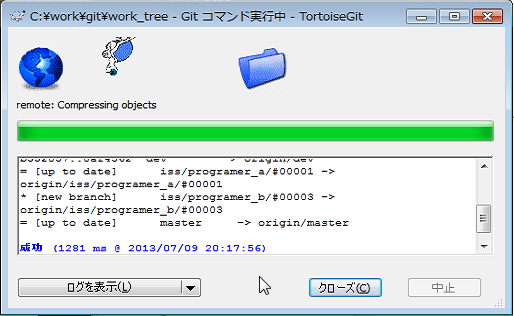 C:¥work¥git¥work_tree - Git コマンド実行中 - TortoiseGit
remote: Compressing objects
-> origin/dev
= [up to date] iss/programer_a/#00001 ->
origin/iss/programer_a/#00001
* [new branch] iss/programer_b/#00003 ->
origin/iss/programer_b/#00003
= [up to date] master -> origin/master
成功 (1281 ms @ 2013/07/09 20:17:56)
ログを表示(L)
クローズ(C)
中止